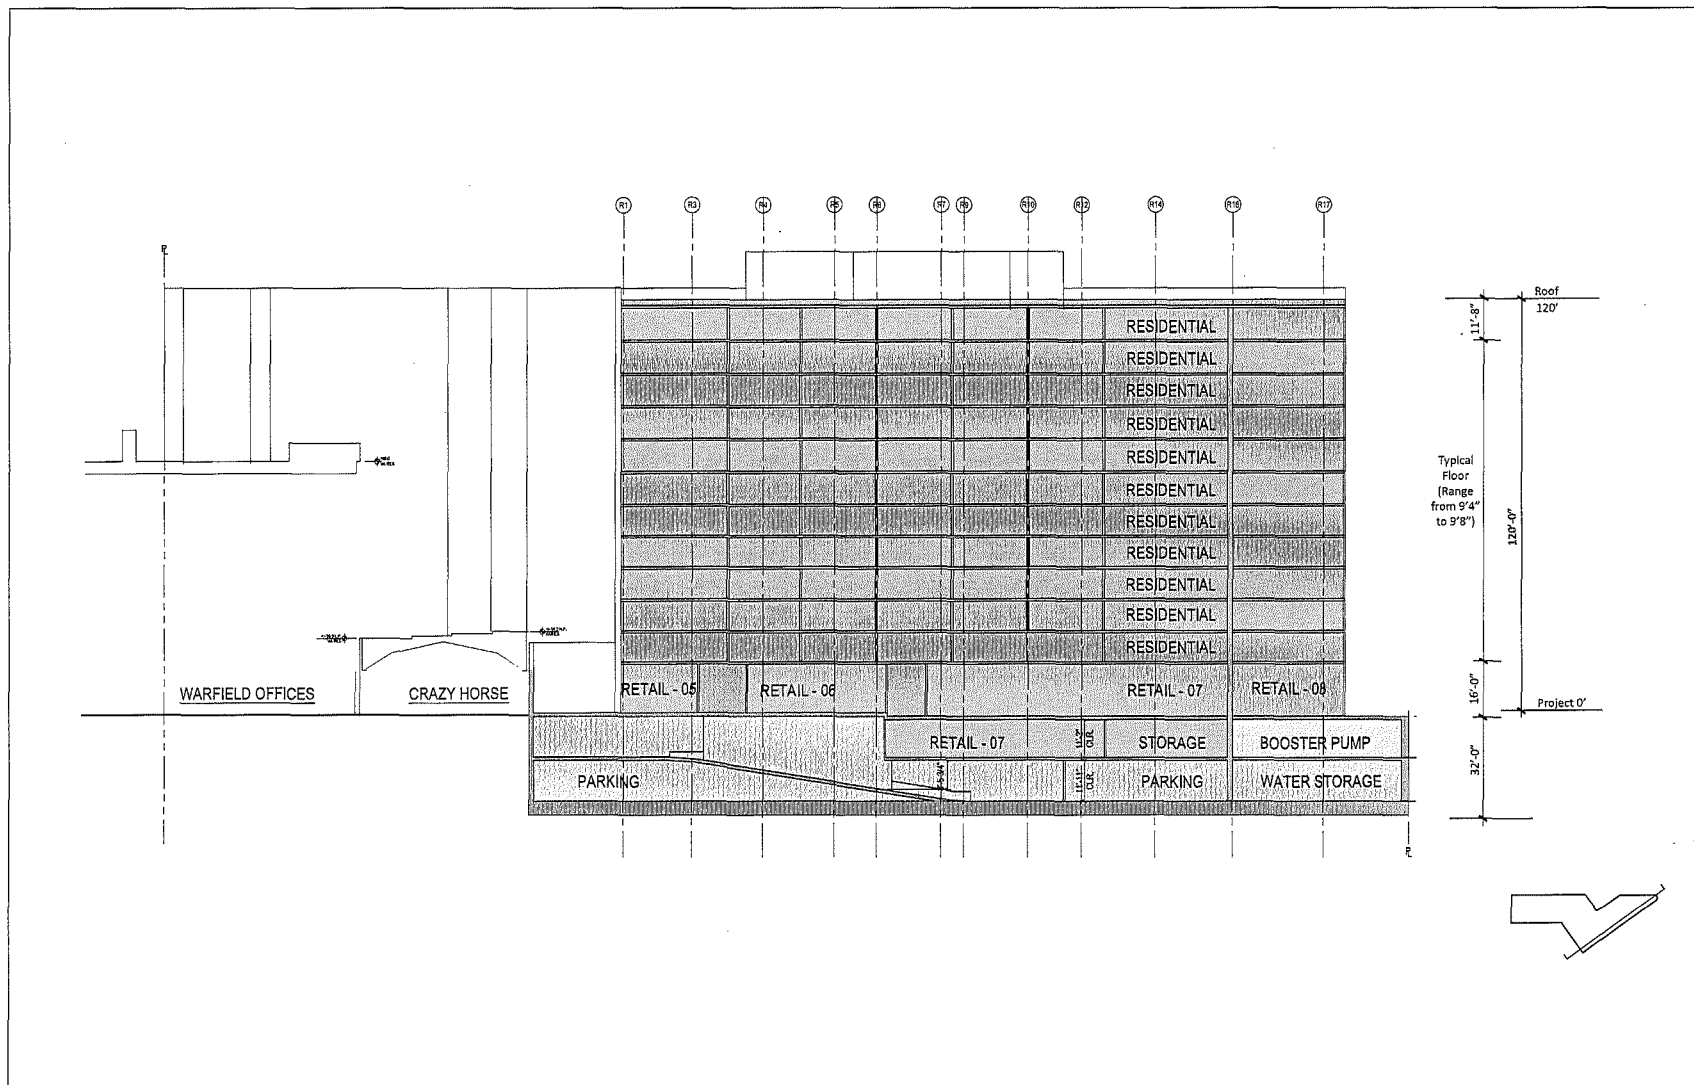 R1
R3
R4
R5
R6
R7
R9
R10
R12
R14
R16
R17
Roof
120'
11'-8"
RESIDENTIAL
RESIDENTIAL
RESIDENTIAL
RESIDENTIAL
RESIDENTIAL
RESIDENTIAL
RESIDENTIAL
RESIDENTIAL
RESIDENTIAL
RESIDENTIAL
RESIDENTIAL
Typical
Floor
(Range
from 9'4"
to 9'8")
120'-0"
WARFIELD OFFICES
CRAZY HORSE
RETAIL - 05
RETAIL - 06
RETAIL - 07
RETAIL - 08
16'-0"
Project 0'
RETAIL - 07
CLR.
STORAGE
BOOSTER PUMP
32'-0"
PARKING
CLR.
PARKING
WATER STORAGE